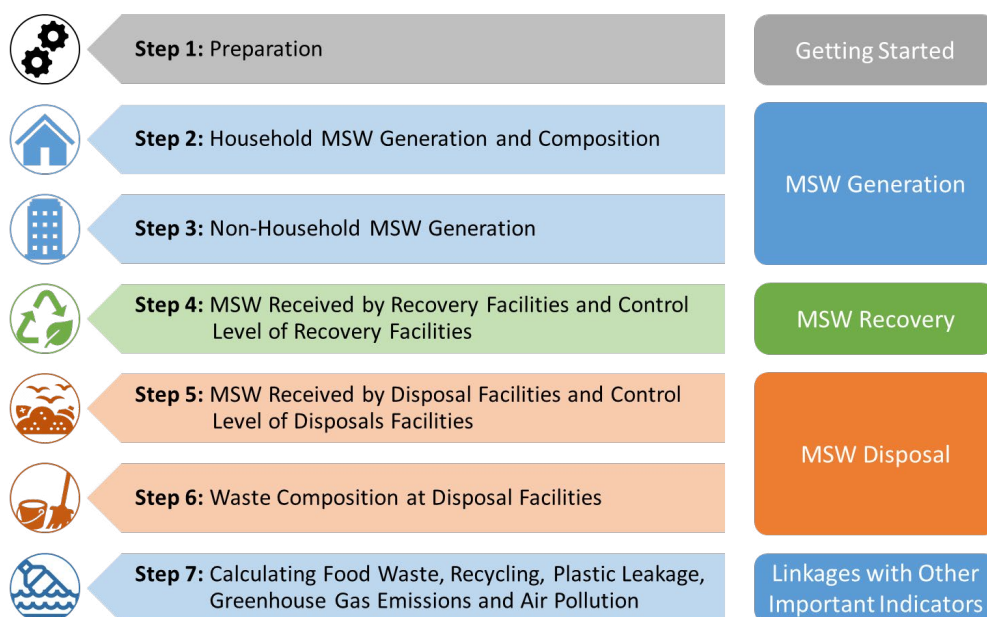 Step 1: Preparation
Getting Started
Step 2: Household MSW Generation and Composition
MSW Generation
Step 3: Non-Household MSW Generation
Step 4: MSW Received by Recovery Facilities and Control
Level of Recovery Facilities
MSW Recovery
Step 5: MSW Received by Disposal Facilities and Control
Level of Disposals Facilities
MSW Disposal
Step 6: Waste Composition at Disposal Facilities
Step 7: Calculating Food Waste, Recycling, Plastic Leakage,
Greenhouse Gas Emissions and Air Pollution
Linkages with Other
Important Indicators